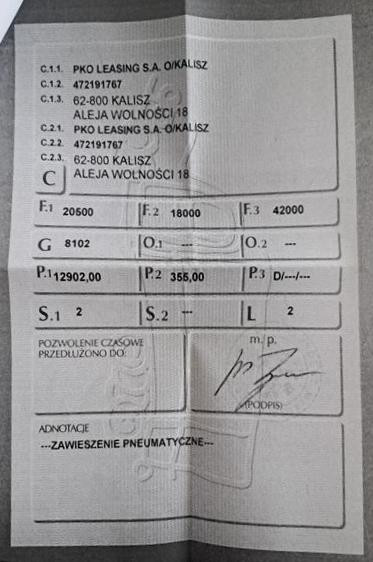 C.1.1. PKO LEASING S.A. O/KALISZ
C.1.2. 472191767
C.1.3. 62-800 KALISZ
ALEJA WOLNOŚCI 18
C.2.1. PKO LEASING S.A. O/KALISZ
C.2.2. 472191767
C.2.3. 62-800 KALISZ
C ALEJA WOLNOŚCI 18
F.1 20500 F.2 18000 F.3 42000
G 8102 O.1 --- O.2 ---
P.1 12902,00 P.2 355,00 P.3 D/---/---
S.1 2 S.2 --- L 2
POZWOLENIE CZASOWE
PRZEDŁUŻONO DO:
m. p.
(PODPIS)
ADNOTACJE
---ZAWIESZENIE PNEUMATYCZNE---